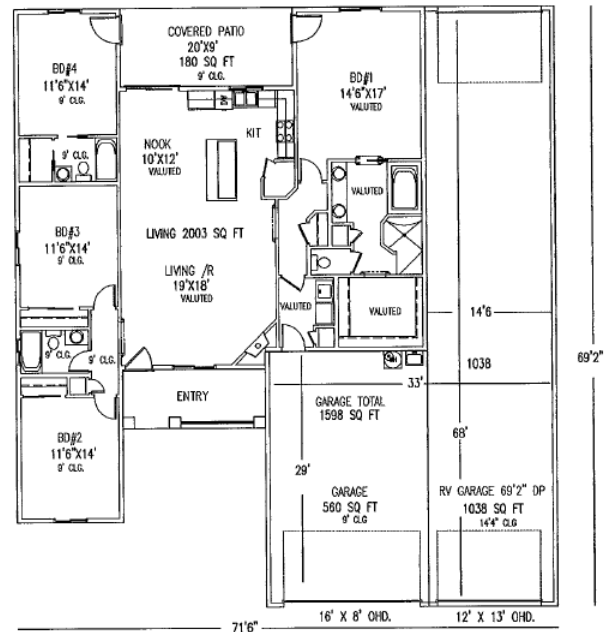 COVERED PATIO
20'X9'
180 SQ FT
9' CLG.
BD#4
11'6"X14'
9' CLG.
BD#1
14'6"X17'
VALUTED
DW
KIT
NOOK
10'X12'
VALUTED
9' CLG.
VALUTED
BD#3
11'6"X14'
9' CLG.
LIVING 2003 SQ FT
LIVING /R
19'X18'
VALUTED
VALUTED
VALUTED
14'6
9' CLG.
9' CLG.
1038
69'2"
33'
ENTRY
GARAGE TOTAL
1598 SQ FT
BD#2
11'6"X14'
9' CLG.
68'
29'
GARAGE
560 SQ FT
9' CLG
RV GARAGE 69'2" DP
1038 SQ FT
14'4" CLG
16' X 8' OHD.
12' X 13' OHD.
71'6"